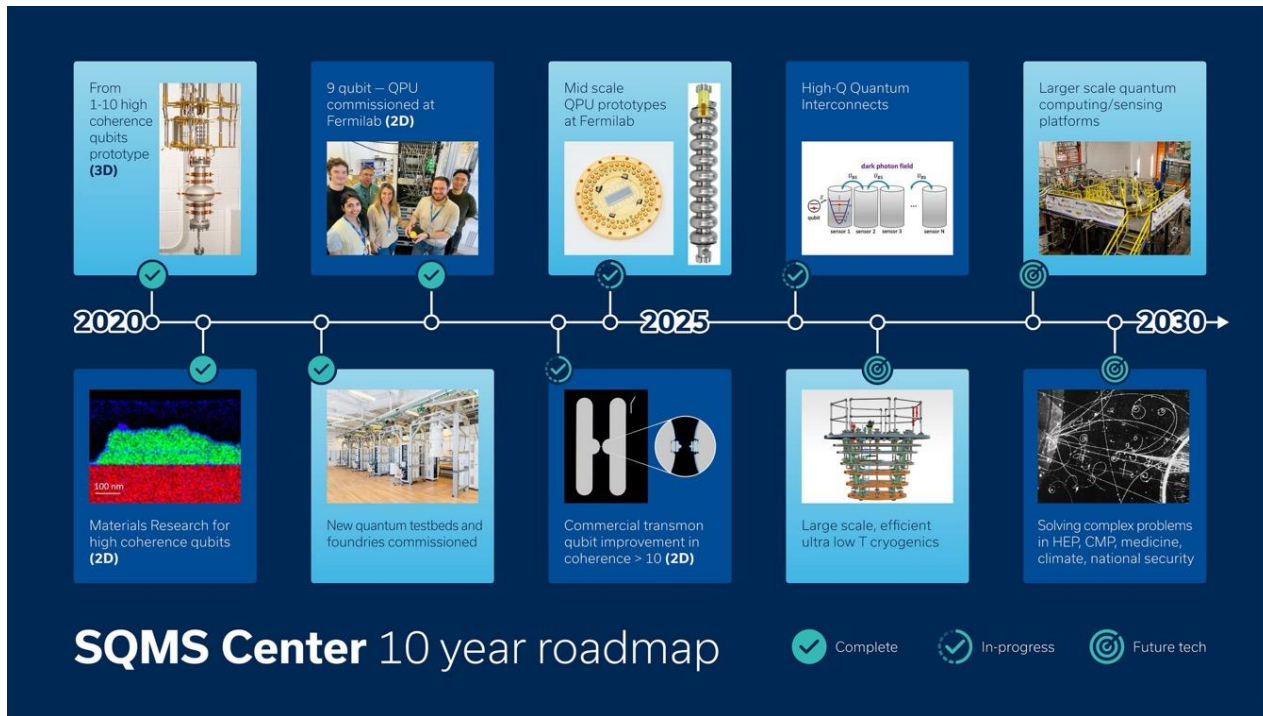 From
1-10 high
coherence
qubits
prototype
(3D)
9 qubit – QPU
commissioned at
Fermilab (2D)
Mid scale
QPU prototypes
at Fermilab
High-Q Quantum
Interconnects
dark photon field
qubit
sensor 1
sensor 2
sensor 3
...
sensor N
Larger scale quantum
computing/sensing
platforms
2020
2025
2030
100 nm
Materials Research for
high coherence qubits
(2D)
New quantum testbeds and
foundries commissioned
Commercial transmon
qubit improvement in
coherence > 10 (2D)
Large scale, efficient
ultra low T cryogenics
Solving complex problems
in HEP, CMP, medicine,
climate, national security
SQMS Center 10 year roadmap
Complete
In-progress
Future tech